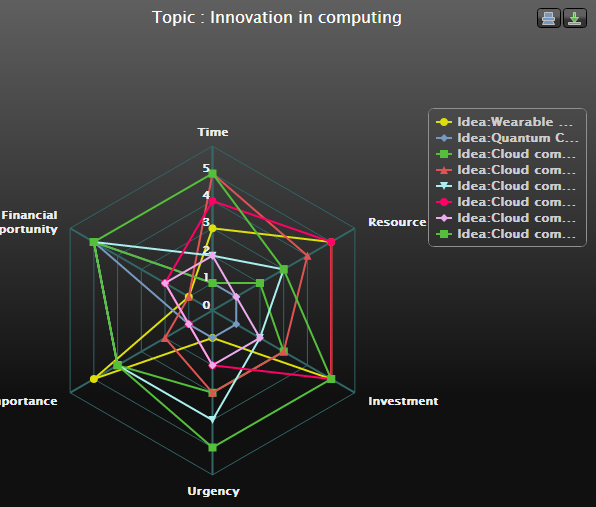 Topic : Innovation in computing
Idea:Wearable ...
Idea:Quantum C...
Idea:Cloud com...
Idea:Cloud com...
Idea:Cloud com...
Idea:Cloud com...
Idea:Cloud com...
Idea:Cloud com...
Time
5
4
3
2
1
0
Financial
portunity
Resource
mportance
Investment
Urgency